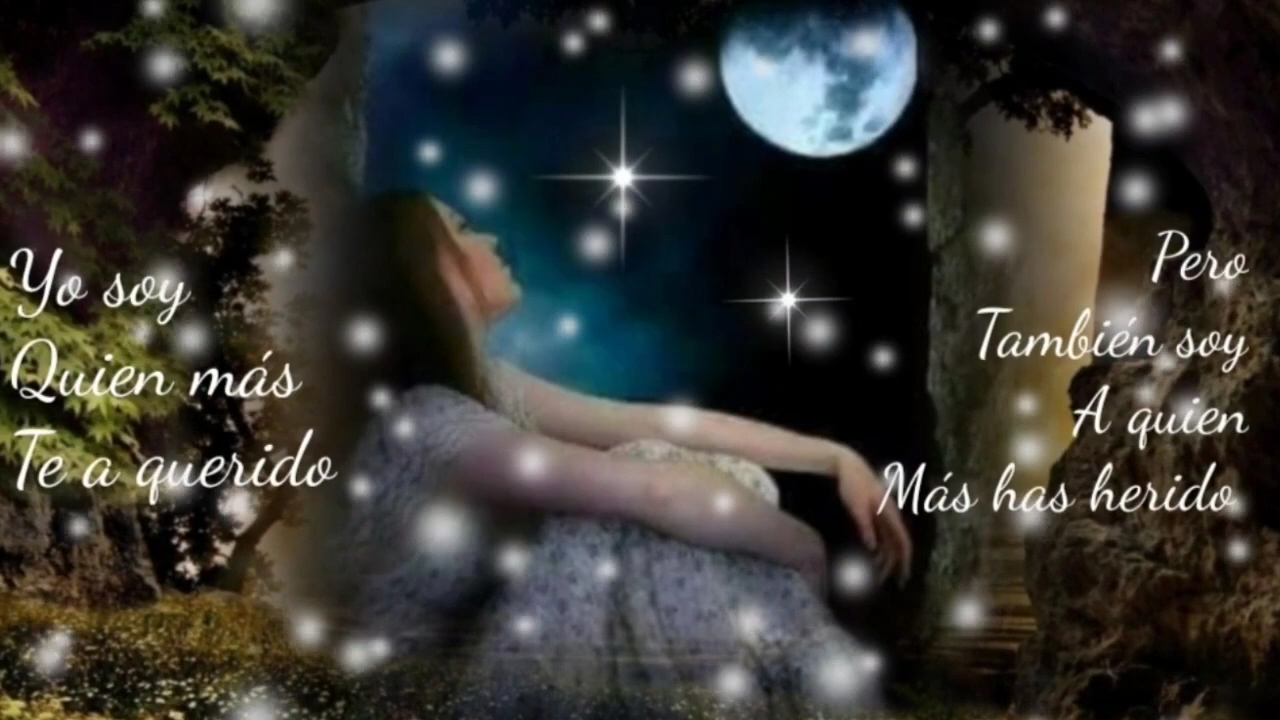 Yo soy
Quien más
Te a querido
Pero
También soy
A quien
Más has herido